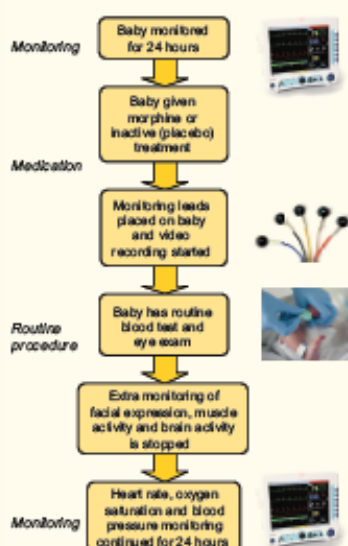 Monitoring
Baby monitored
for 24 hours
Baby given
morphine or
inactive (placebo)
treatment
Medication
Monitoring leads
placed on baby
and video
recording started
Routine
procedure
Baby has routine
blood test and
eye exam
Extra monitoring of
facial expression, muscle
activity and brain activity
is stopped
Monitoring
Heart rate, oxygen
saturation and blood
pressure monitoring
continued for 24 hours